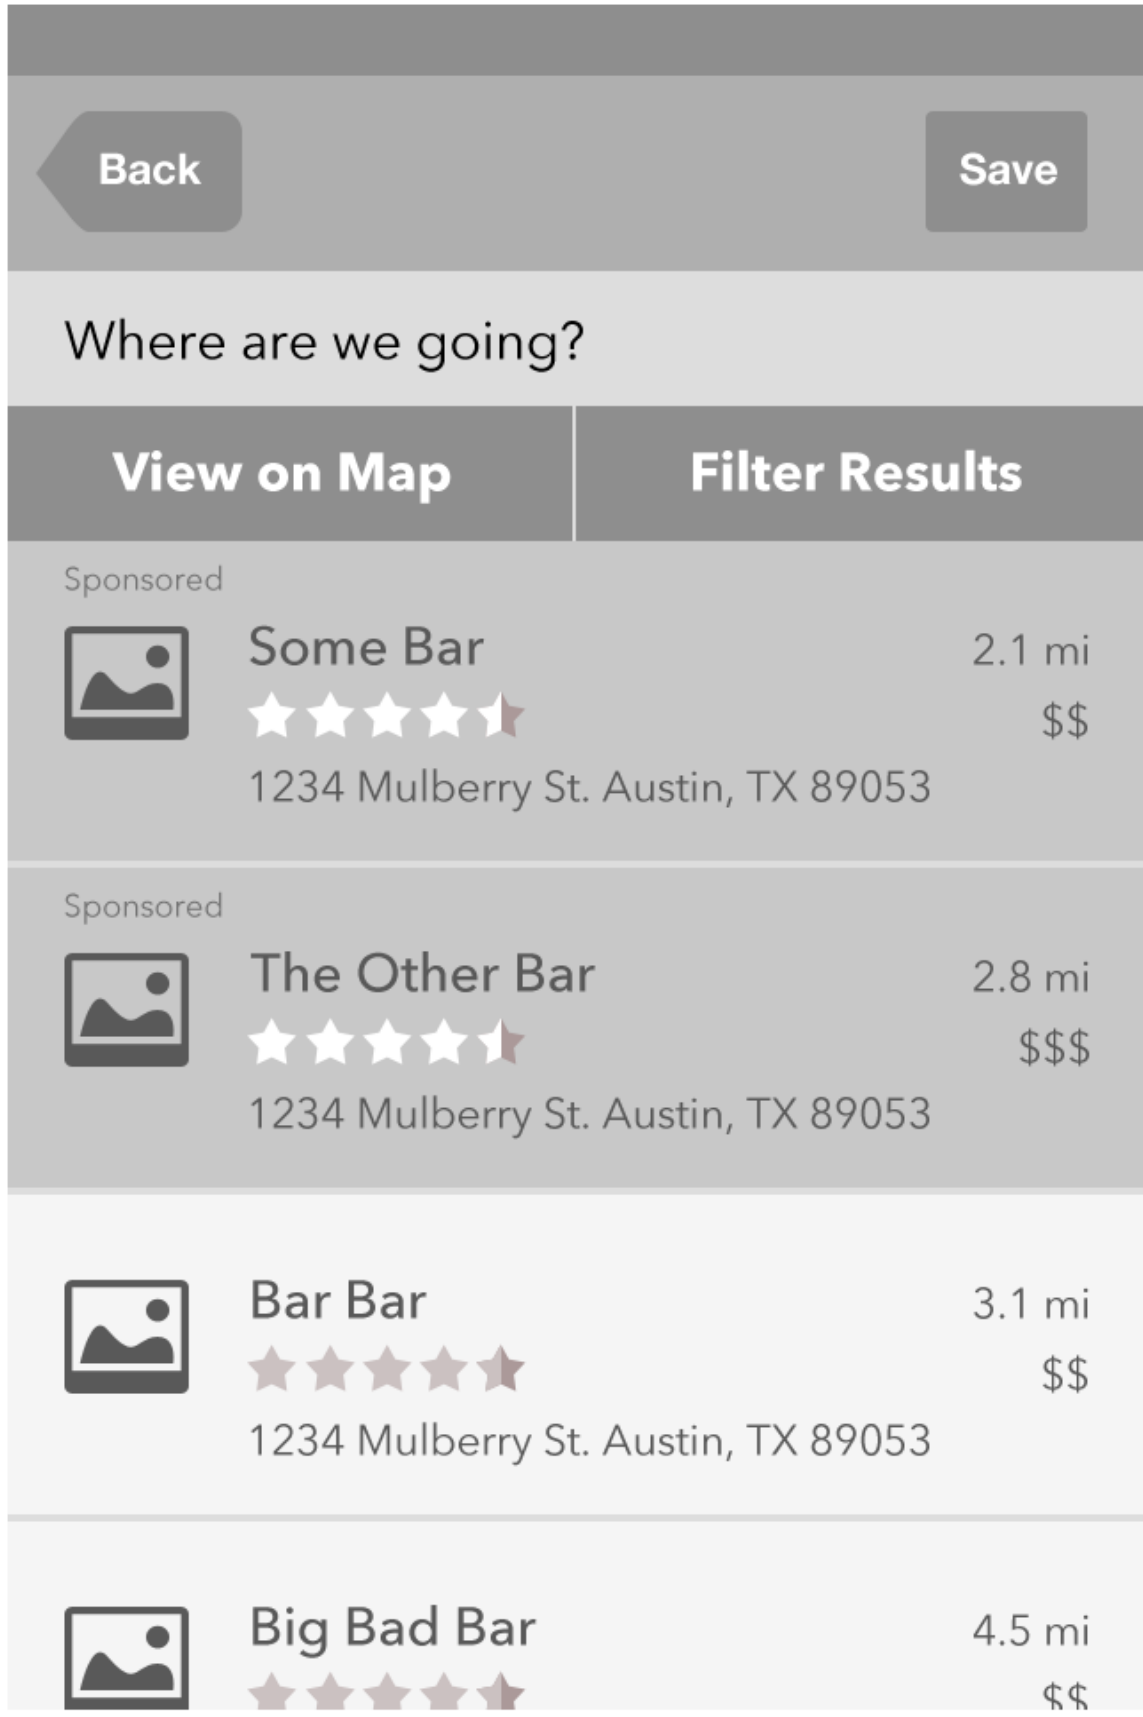 Back
Save
Where are we going?
View on Map
Filter Results
Sponsored
Some Bar
2.1 mi
$$
1234 Mulberry St. Austin, TX 89053
Sponsored
The Other Bar
2.8 mi
$$$
1234 Mulberry St. Austin, TX 89053
Bar Bar
3.1 mi
$$
1234 Mulberry St. Austin, TX 89053
Big Bad Bar
4.5 mi
$$